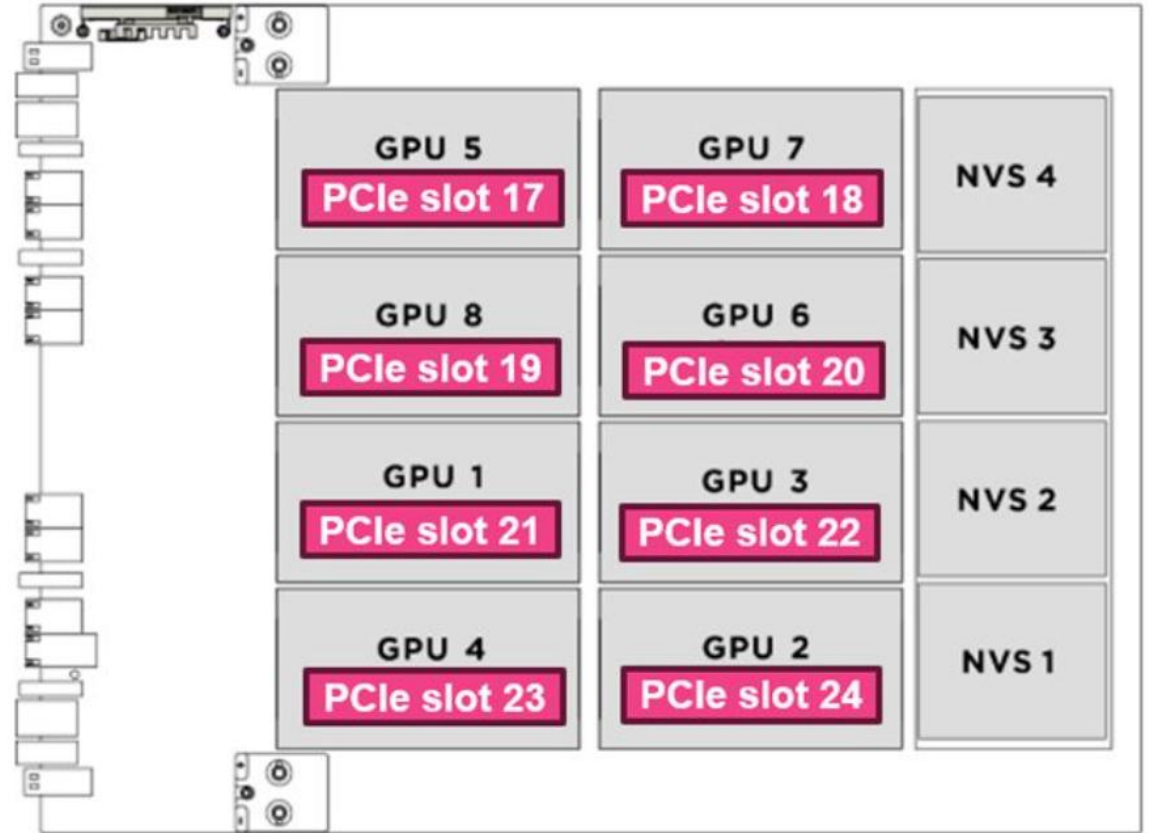 GPU 5
PCIe slot 17
GPU 7
PCIe slot 18
NVS 4
GPU 8
PCIe slot 19
GPU 6
PCIe slot 20
NVS 3
GPU 1
PCIe slot 21
GPU 3
PCIe slot 22
NVS 2
GPU 4
PCIe slot 23
GPU 2
PCIe slot 24
NVS 1